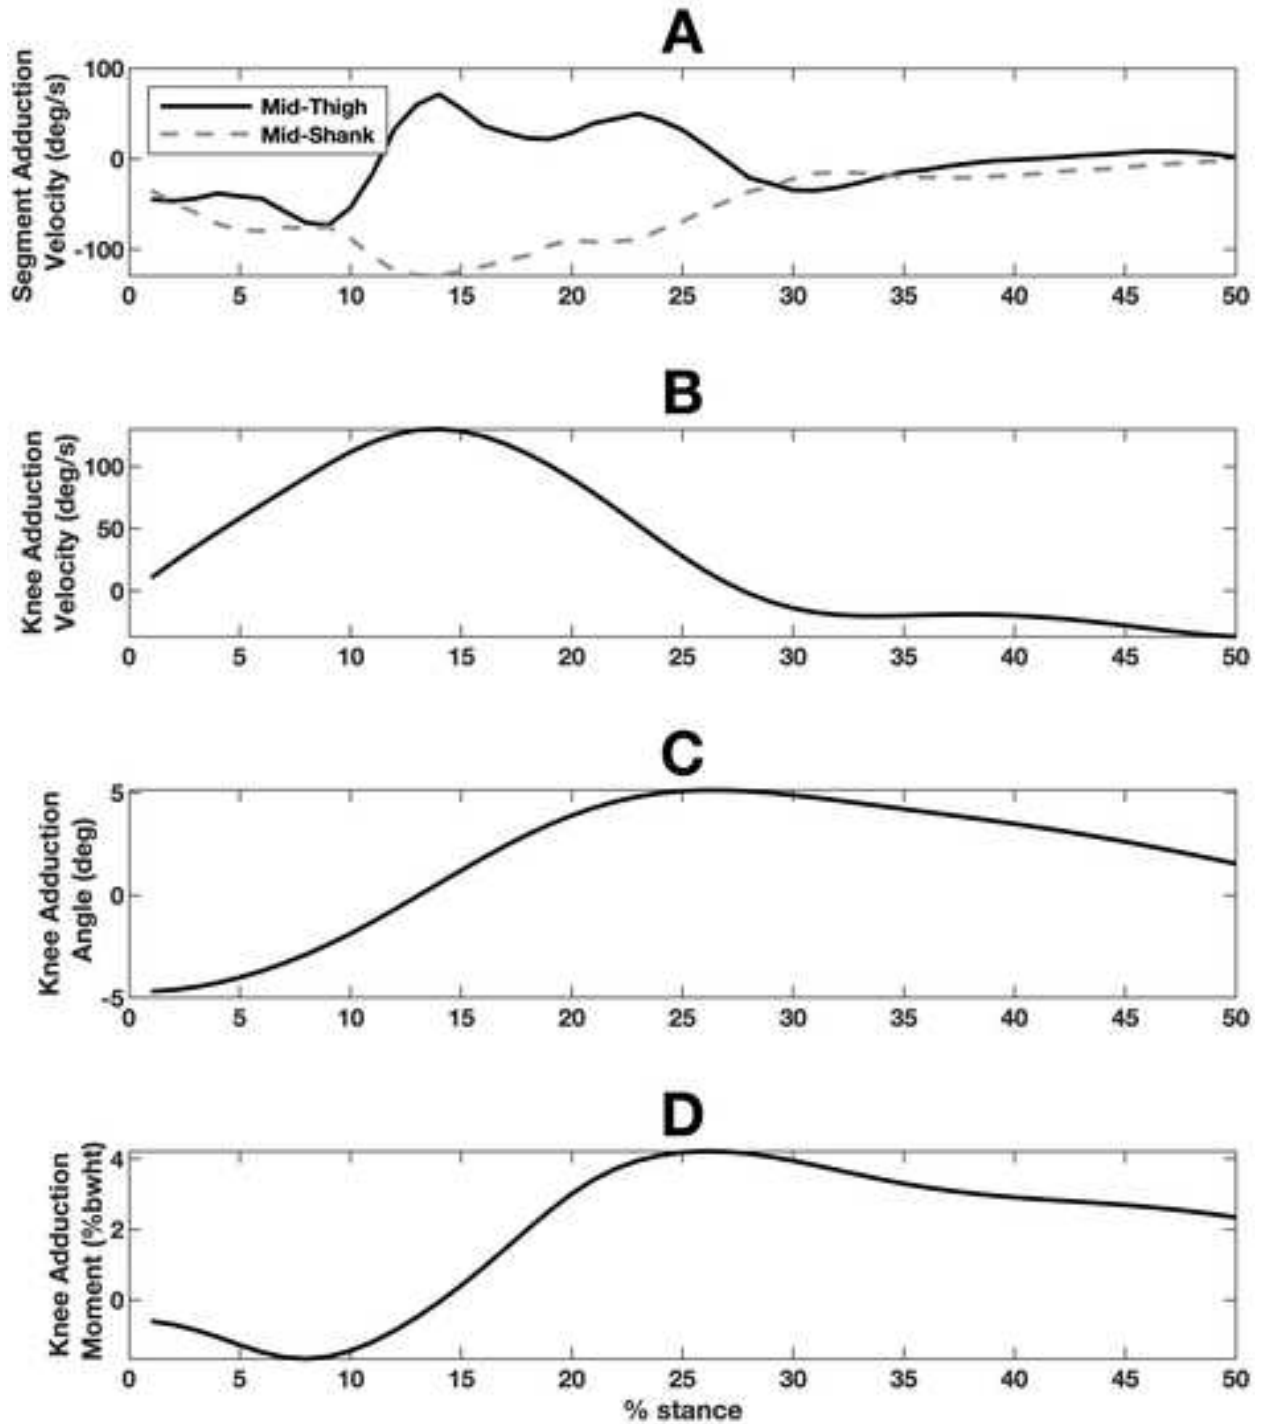 A
Segment Adduction
Velocity (deg/s)
100
0
-100
Mid-Thigh
Mid-Shank
0 5 10 15 20 25 30 35 40 45 50
B
Knee Adduction
Velocity (deg/s)
100
50
0
0 5 10 15 20 25 30 35 40 45 50
C
Knee Adduction
Angle (deg)
5
0
-5
0 5 10 15 20 25 30 35 40 45 50
D
Knee Adduction
Moment (%bwht)
4
2
0
0 5 10 15 20 25 30 35 40 45 50
% stance